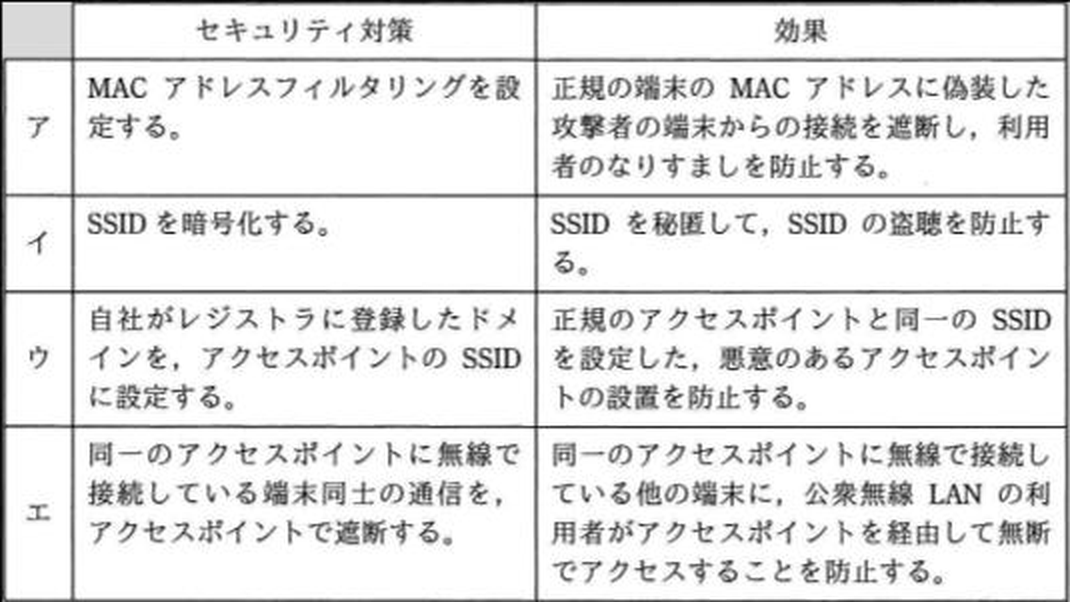 セキュリティ対策
効果
ア
MAC アドレスフィルタリングを設
定する。
正規の端末の MAC アドレスに偽装した
攻撃者の端末からの接続を遮断し，利用
者のなりすましを防止する。
イ
SSID を暗号化する。
SSID を秘匿して，SSID の盗聴を防止す
る。
ウ
自社がレジストラに登録したドメ
インを，アクセスポイントの SSID
に設定する。
正規のアクセスポイントと同一の SSID
を設定した，悪意のあるアクセスポイン
トの設置を防止する。
エ
同一のアクセスポイントに無線で
接続している端末同士の通信を，
アクセスポイントで遮断する。
同一のアクセスポイントに無線で接続し
ている他の端末に，公衆無線 LAN の利
用者がアクセスポイントを経由して無断
でアクセスすることを防止する。